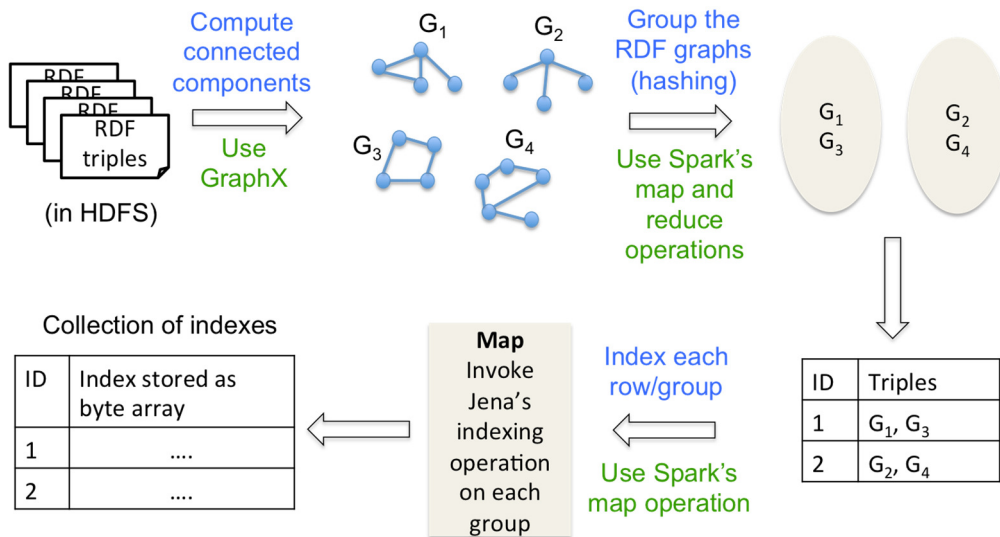 RDF
RDF
RDF
RDF
triples
(in HDFS)
Compute
connected
components
Use
GraphX
G1
G2
G3
G4
Group the
RDF graphs
(hashing)
Use Spark's
map and
reduce
operations
G1
G3
G2
G4
ID Triples
1 G1, G3
2 G2, G4
Index each
row/group
Use Spark's
map operation
Map
Invoke
Jena's
indexing
operation
on each
group
Collection of indexes
ID Index stored as
byte array
1 ....
2 ....